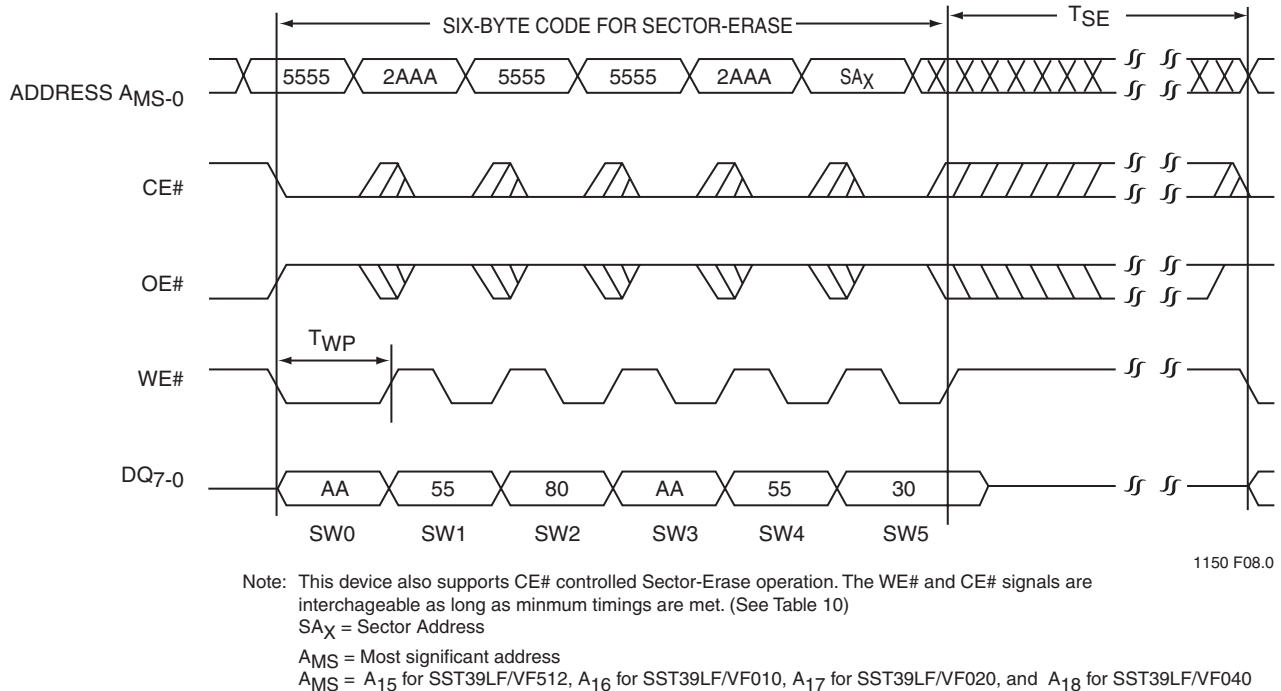 SIX-BYTE CODE FOR SECTOR-ERASE
TSE
ADDRESS AMS-0
5555 2AAA 5555 5555 2AAA SAX
CE#
OE#
TWP
WE#
DQ7-0
AA 55 80 AA 55 30
SW0 SW1 SW2 SW3 SW4 SW5
1150 F08.0
Note: This device also supports CE# controlled Sector-Erase operation. The WE# and CE# signals are
interchageable as long as minmum timings are met. (See Table 10)
SAX = Sector Address
AMS = Most significant address
AMS = A15 for SST39LF/VF512, A16 for SST39LF/VF010, A17 for SST39LF/VF020, and A18 for SST39LF/VF040